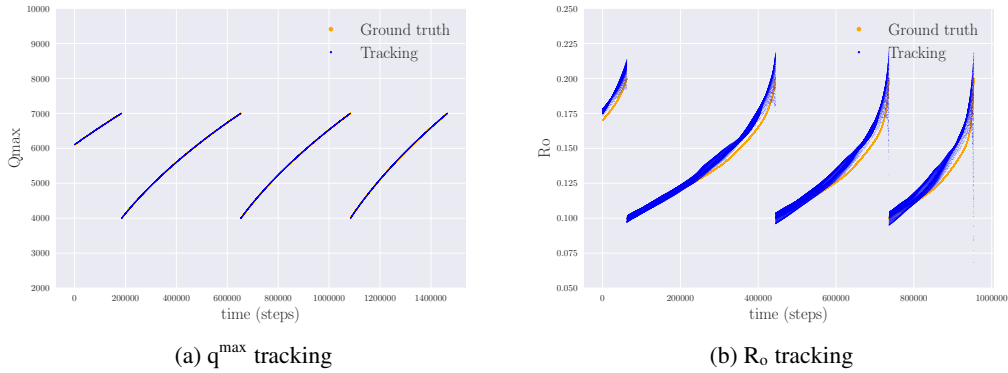 10000
9000
8000
7000
6000
5000
4000
3000
2000
Qmax
Ground truth
Tracking
0 200000 400000 600000 800000 1000000 1200000 1400000
time (steps)
(a) q^max tracking
0.250
0.225
0.200
0.175
0.150
0.125
0.100
0.075
0.050
Ro
Ground truth
Tracking
0 200000 400000 600000 800000 1000000
time (steps)
(b) Rₒ tracking